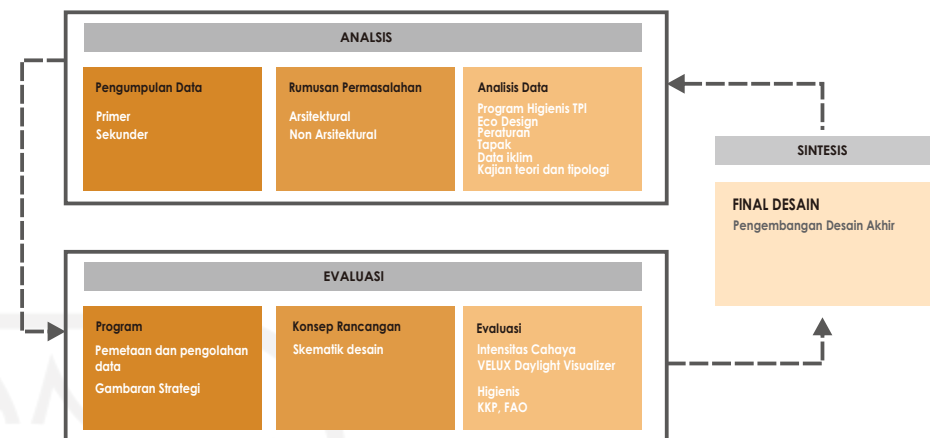 ANALSIS
Pengumpulan Data
Primer
Sekunder
Rumusan Permasalahan
Arsitektural
Non Arsitektural
Analisis Data
Program Higienis TPI
Eco Design
Peraturan
Tapak
Data iklim
Kajian teori dan tipologi
SINTESIS
FINAL DESAIN
Pengembangan Desain Akhir
EVALUASI
Program
Pemetaan dan pengolahan
data
Gambaran Strategi
Konsep Rancangan
Skematik desain
Evaluasi
Intensitas Cahaya
VELUX Daylight Visualizer
Higienis
KKP, FAO